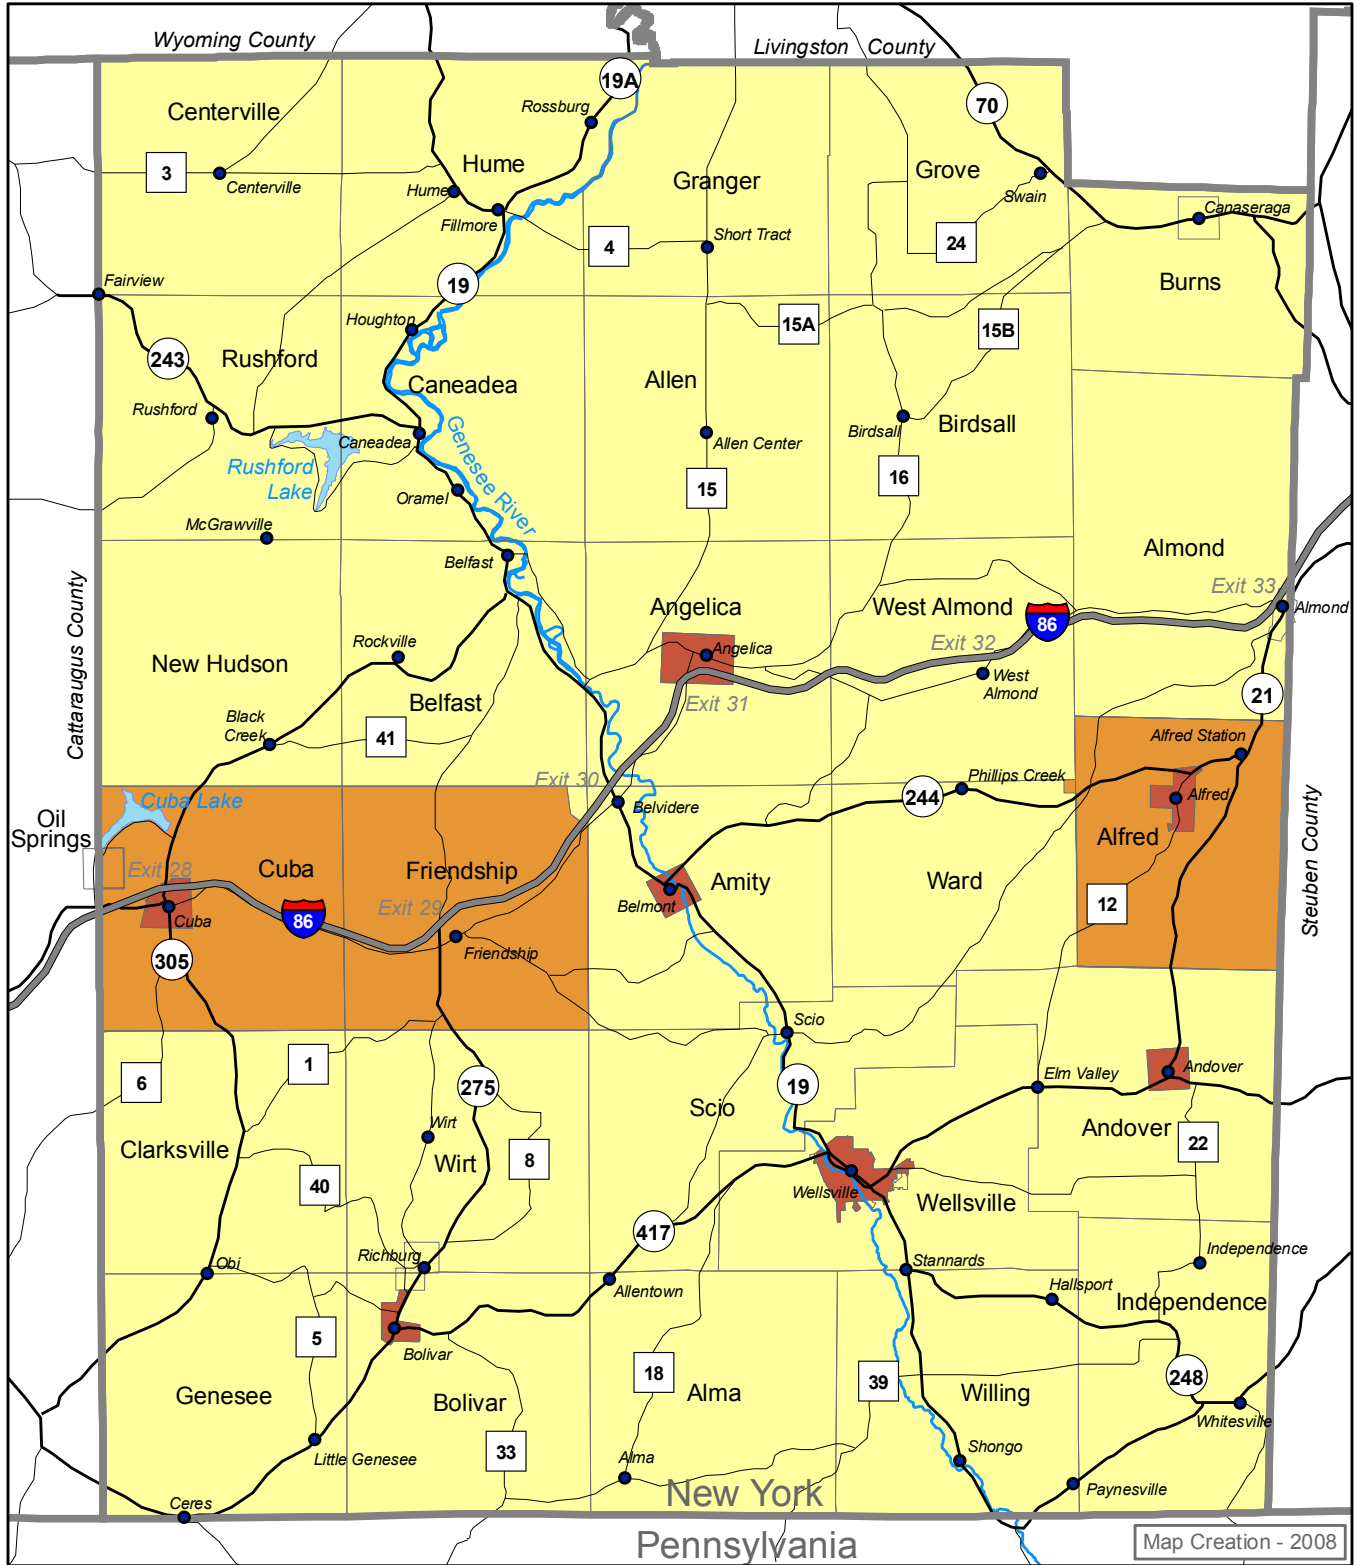 Wyoming County
Livingston County
19A
70
Rossburg
Centerville
3
Centerville
Hume
Hume
Fillmore
Granger
Grove
Swain
Canaseraga
4
Short Tract
24
Fairview
19
Burns
Houghton
15A
15B
243
Rushford
Caneadea
Allen
Rushford
Birdsall
Birdsall
Caneadea
Allen Center
Genesee River
Rushford
Lake
Oramel
15
16
McGrawville
Belfast
Almond
Cattaraugus County
Exit 33
Almond
Angelica
West Almond
86
Rockville
Angelica
Exit 32
New Hudson
West
Almond
Belfast
Exit 31
21
Black
Creek
41
Alfred Station
Exit 30
Phillips Creek
Cuba Lake
Belvidere
244
Alfred
Oil
Springs
Alfred
Exit 28
Cuba
Friendship
Amity
Ward
Steuben County
Belmont
Exit 29
12
Cuba
86
Friendship
305
Scio
1
6
275
19
Elm Valley
Andover
Scio
Wirt
Andover
Clarksville
Wirt
8
22
40
Wellsville
Wellsville
417
Richburg
Obi
Stannards
Independence
Allentown
Hallsport
Independence
5
Bolivar
18
39
248
Genesee
Bolivar
Alma
Willing
Whitesville
33
Little Genesee
Alma
Shongo
Paynesville
Ceres
New York
Pennsylvania
Map Creation - 2008